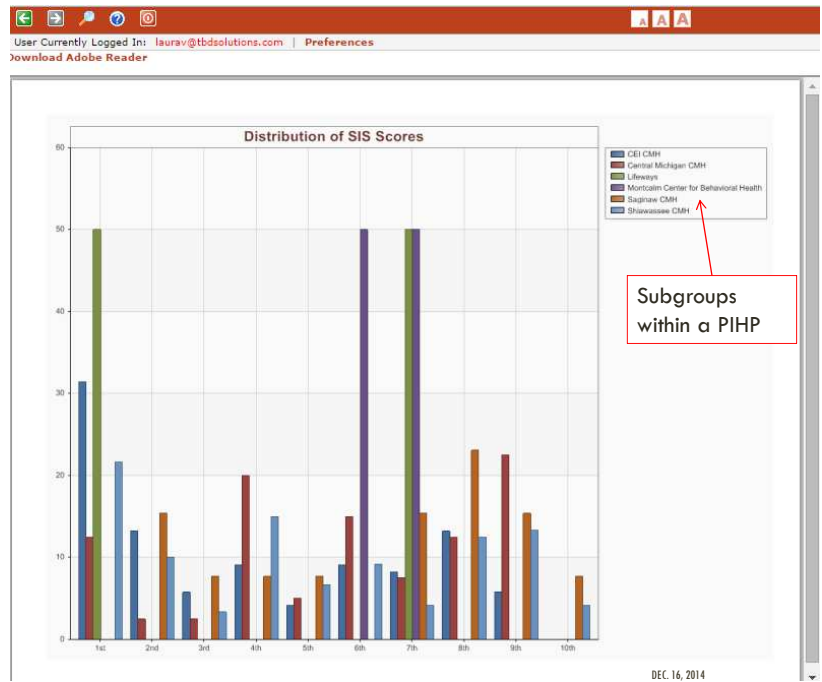 A A A
User Currently Logged In: laurav@tbdsolutions.com | Preferences
Download Adobe Reader
Distribution of SIS Scores
60
50
40
30
20
10
0
1st 2nd 3rd 4th 5th 6th 7th 8th 9th 10th
CEI CMH
Central Michigan CMH
Lifeways
Montcalm Center for Behavioral Health
Saginaw CMH
Shiawassee CMH
Subgroups
within a PIHP
DEC. 16, 2014